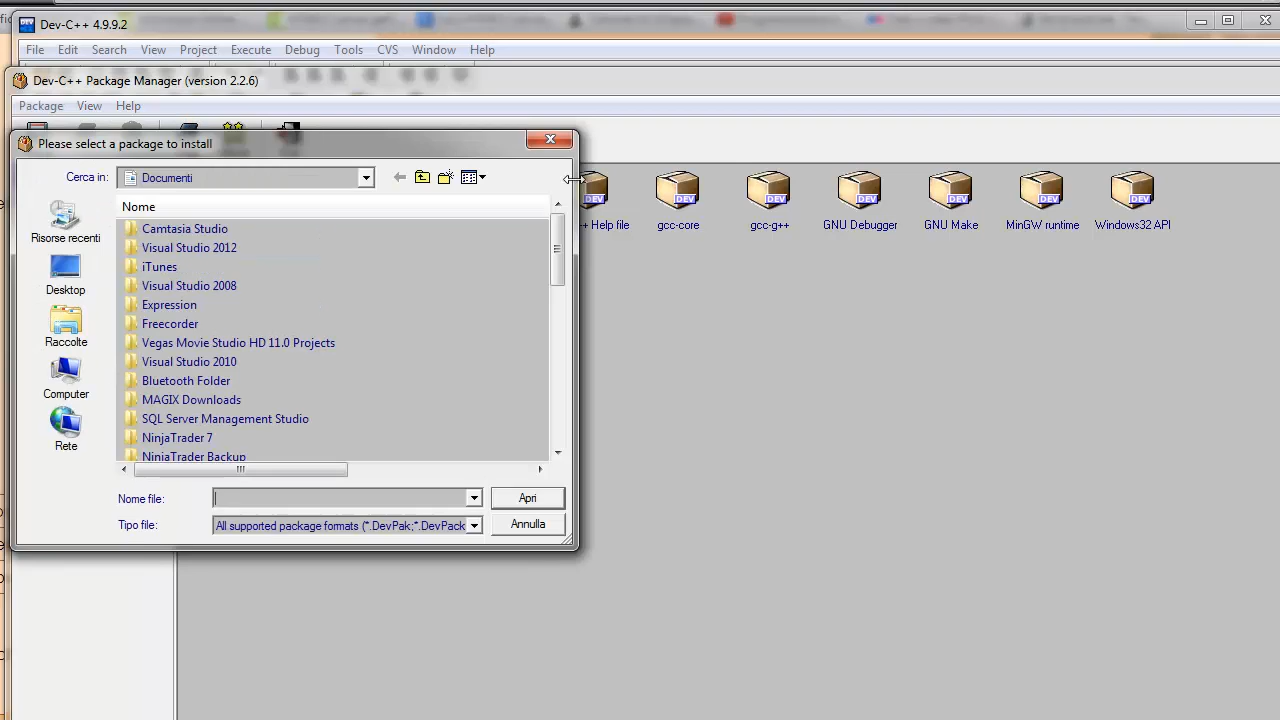 Dev-C++ 4.9.9.2
File Edit Search View Project Execute Debug Tools CVS Window Help
Dev-C++ Package Manager (version 2.2.6)
Package View Help
Please select a package to install
Cerca in: Documenti
Nome
Risorse recenti
Desktop
Raccolte
Computer
Rete
Camtasia Studio
Visual Studio 2012
iTunes
Visual Studio 2008
Expression
Freecorder
Vegas Movie Studio HD 11.0 Projects
Visual Studio 2010
Bluetooth Folder
MAGIX Downloads
SQL Server Management Studio
NinjaTrader 7
NinjaTrader Backup
Nome file: Apri
Tipo file: All supported package formats (*.DevPak;*.DevPack Annulla
Help file gcc-core gcc-g++ GNU Debugger GNU Make MinGW runtime Windows32 API